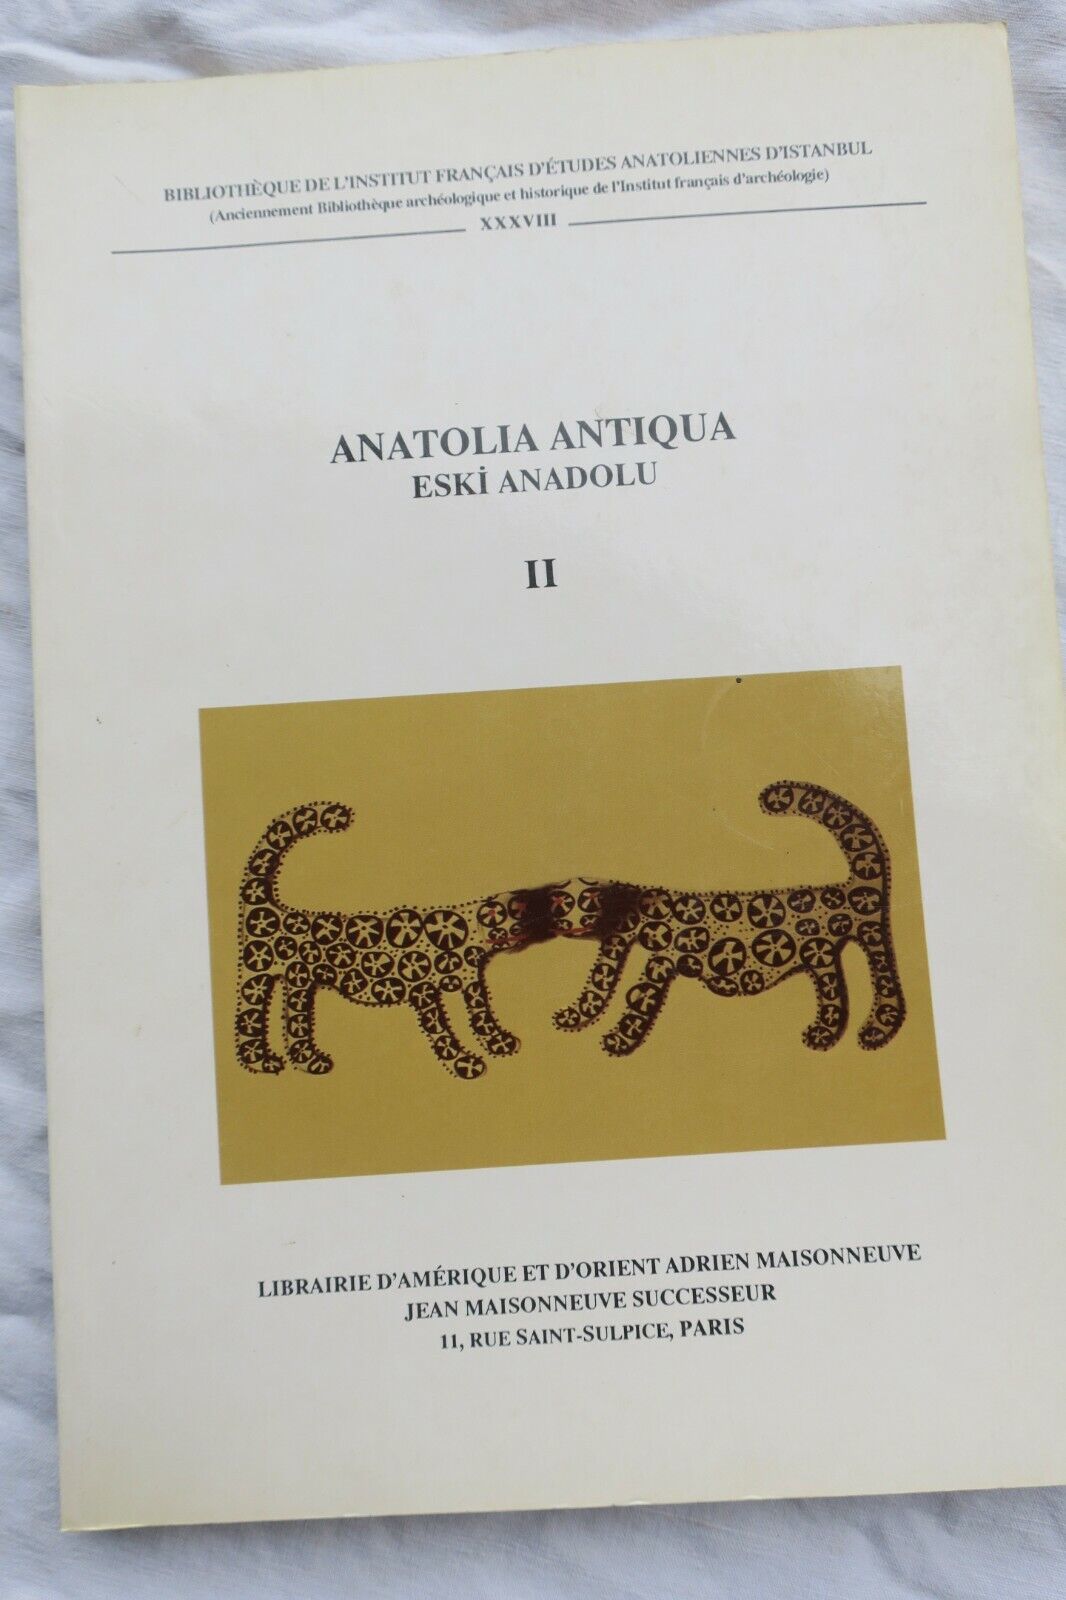 BIBLIOTHÈQUE DE L'INSTITUT FRANÇAIS D'ÉTUDES ANATOLIENNES D'ISTANBUL
(Anciennement Bibliothèque archéologique et historique de l'Institut français d'archéologie)
XXXVIII
ANATOLIA ANTIQUA
ESKİ ANADOLU
II
LIBRAIRIE D'AMÉRIQUE ET D'ORIENT ADRIEN MAISONNEUVE
JEAN MAISONNEUVE SUCCESSEUR
11, RUE SAINT-SULPICE, PARIS